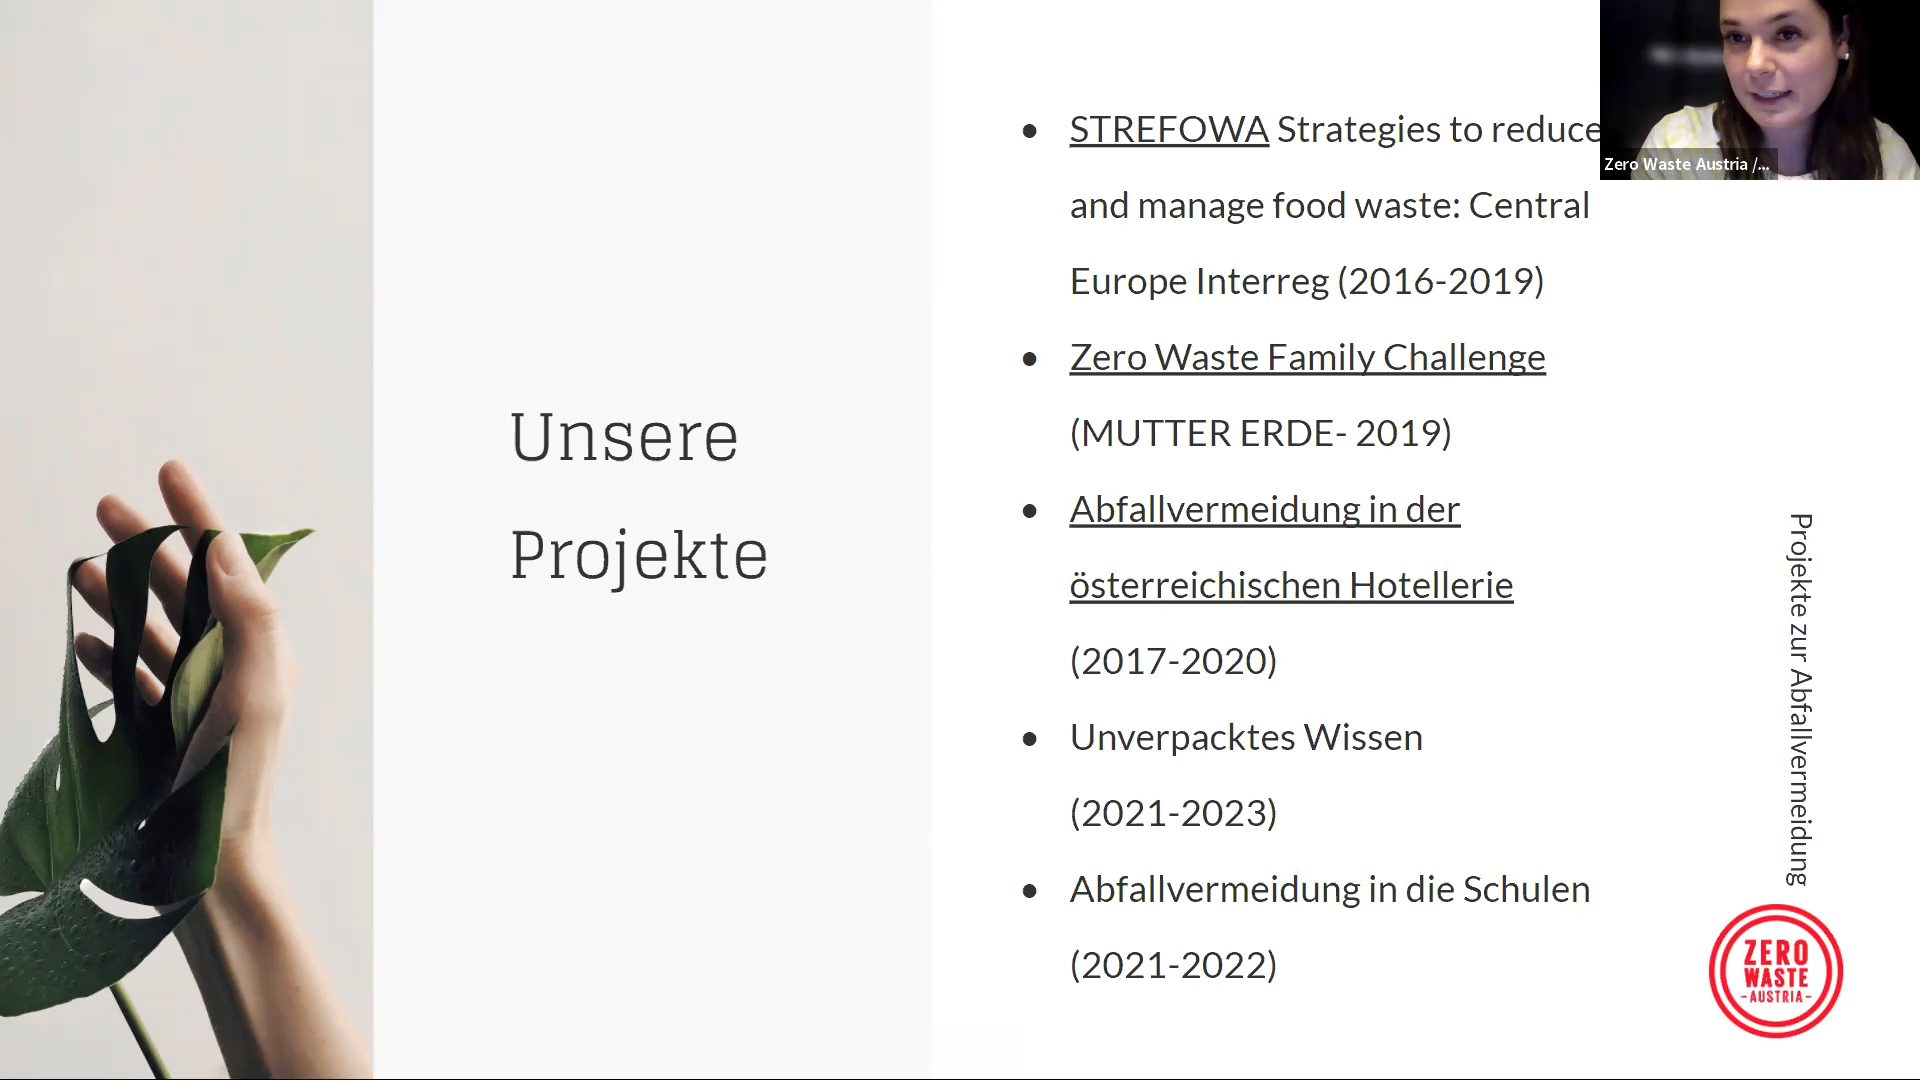 Unsere
Projekte
• STREFOWA Strategies to reduce
and manage food waste: Central
Europe Interreg (2016-2019)
• Zero Waste Family Challenge
(MUTTER ERDE- 2019)
• Abfallvermeidung in der
österreichischen Hotellerie
(2017-2020)
• Unverpacktes Wissen
(2021-2023)
• Abfallvermeidung in die Schulen
(2021-2022)
Zero Waste Austria /...
Projekte zur Abfallvermeidung
ZERO
WASTE
-AUSTRIA-